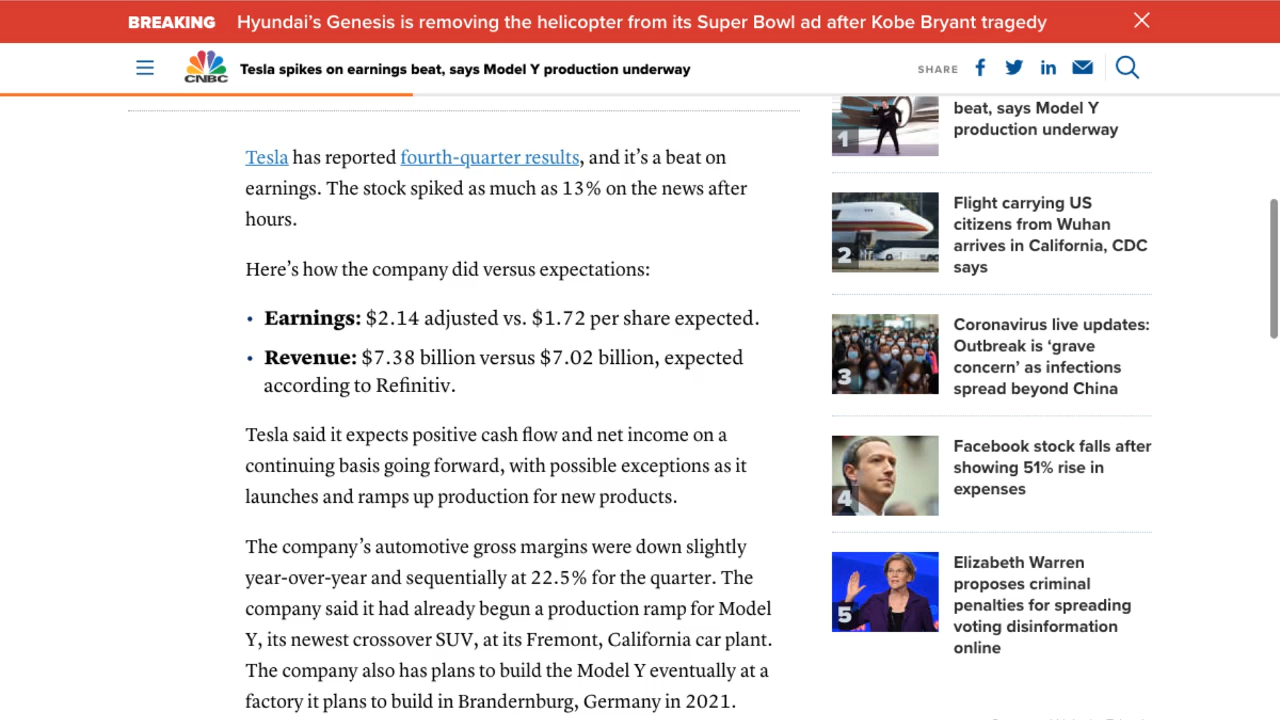 BREAKING Hyundai’s Genesis is removing the helicopter from its Super Bowl ad after Kobe Bryant tragedy
CNBC
Tesla spikes on earnings beat, says Model Y production underway
SHARE
Tesla has reported fourth-quarter results, and it’s a beat on
earnings. The stock spiked as much as 13% on the news after
hours.
Here’s how the company did versus expectations:
• Earnings: $2.14 adjusted vs. $1.72 per share expected.
• Revenue: $7.38 billion versus $7.02 billion, expected
according to Refinitiv.
Tesla said it expects positive cash flow and net income on a
continuing basis going forward, with possible exceptions as it
launches and ramps up production for new products.
The company’s automotive gross margins were down slightly
year-over-year and sequentially at 22.5% for the quarter. The
company said it had already begun a production ramp for Model
Y, its newest crossover SUV, at its Fremont, California car plant.
The company also has plans to build the Model Y eventually at a
factory it plans to build in Brandernburg, Germany in 2021.
1
beat, says Model Y
production underway
2
Flight carrying US
citizens from Wuhan
arrives in California, CDC
says
3
Coronavirus live updates:
Outbreak is ‘grave
concern’ as infections
spread beyond China
4
Facebook stock falls after
showing 51% rise in
expenses
5
Elizabeth Warren
proposes criminal
penalties for spreading
voting disinformation
online